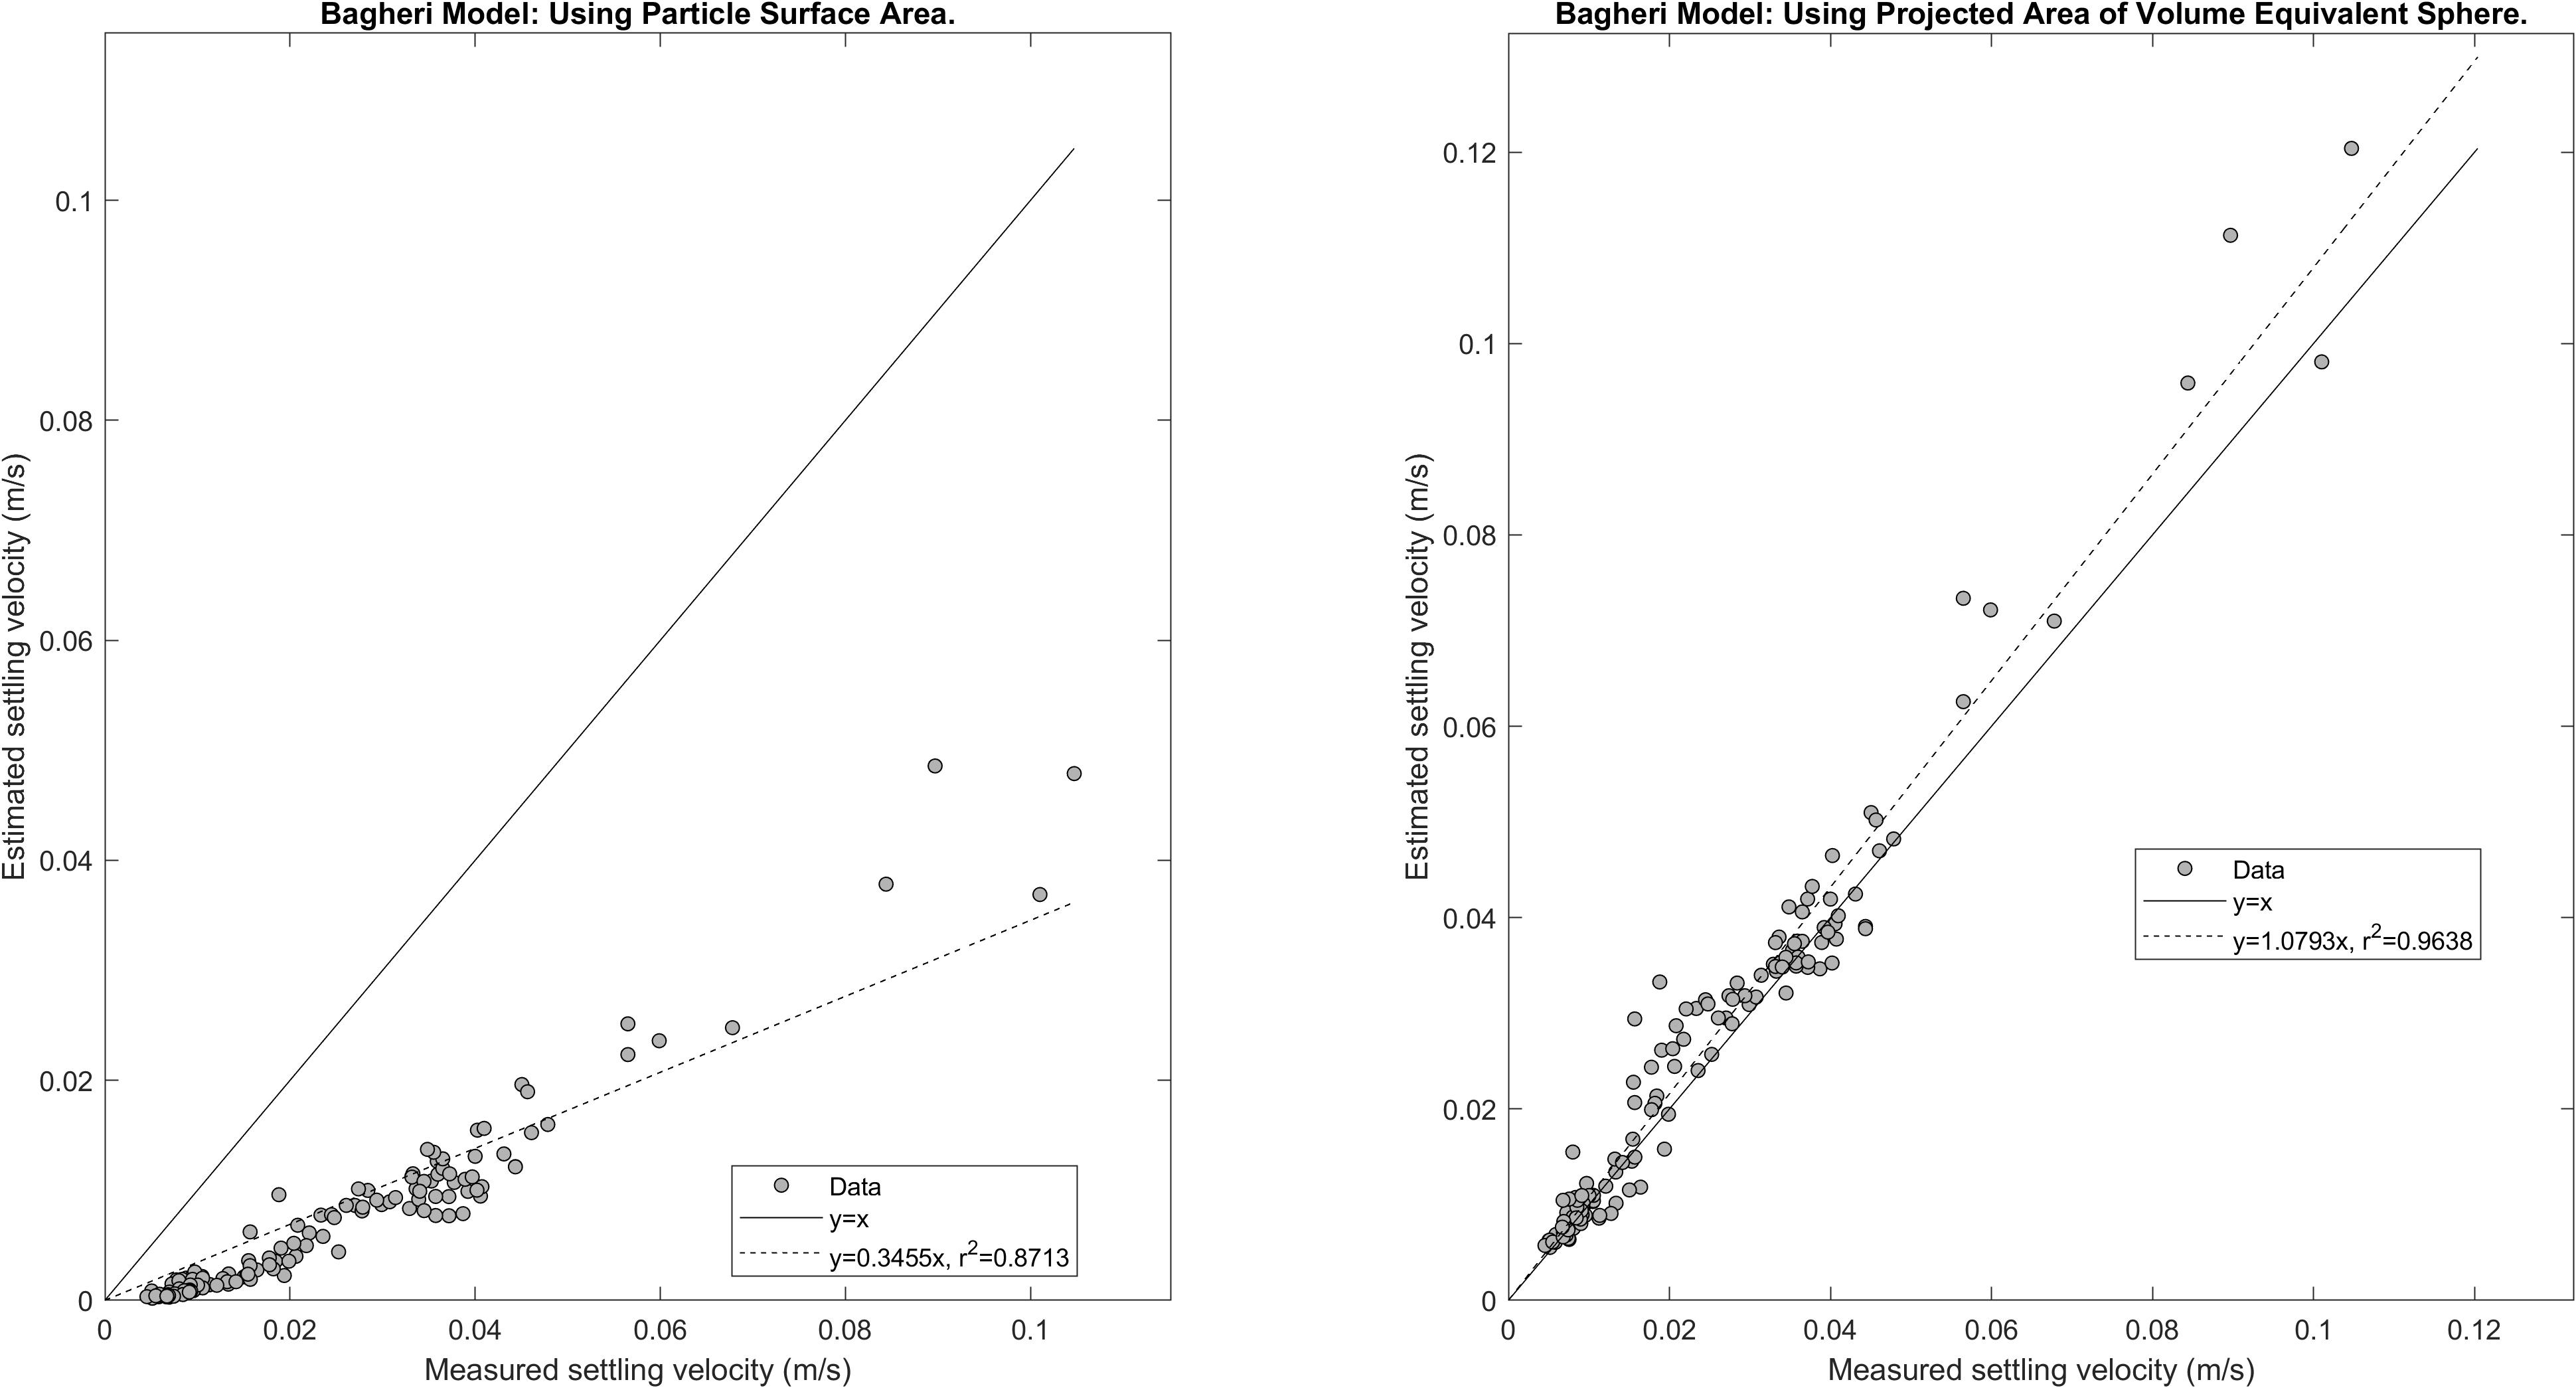 Bagheri Model: Using Particle Surface Area.
Estimated settling velocity (m/s)
0.1
0.08
0.06
0.04
0.02
0
0 0.02 0.04 0.06 0.08 0.1
Measured settling velocity (m/s)
Data
y=x
y=0.3455x, r²=0.8713
Bagheri Model: Using Projected Area of Volume Equivalent Sphere.
Estimated settling velocity (m/s)
0.12
0.1
0.08
0.06
0.04
0.02
0
0 0.02 0.04 0.06 0.08 0.1 0.12
Measured settling velocity (m/s)
Data
y=x
y=1.0793x, r²=0.9638